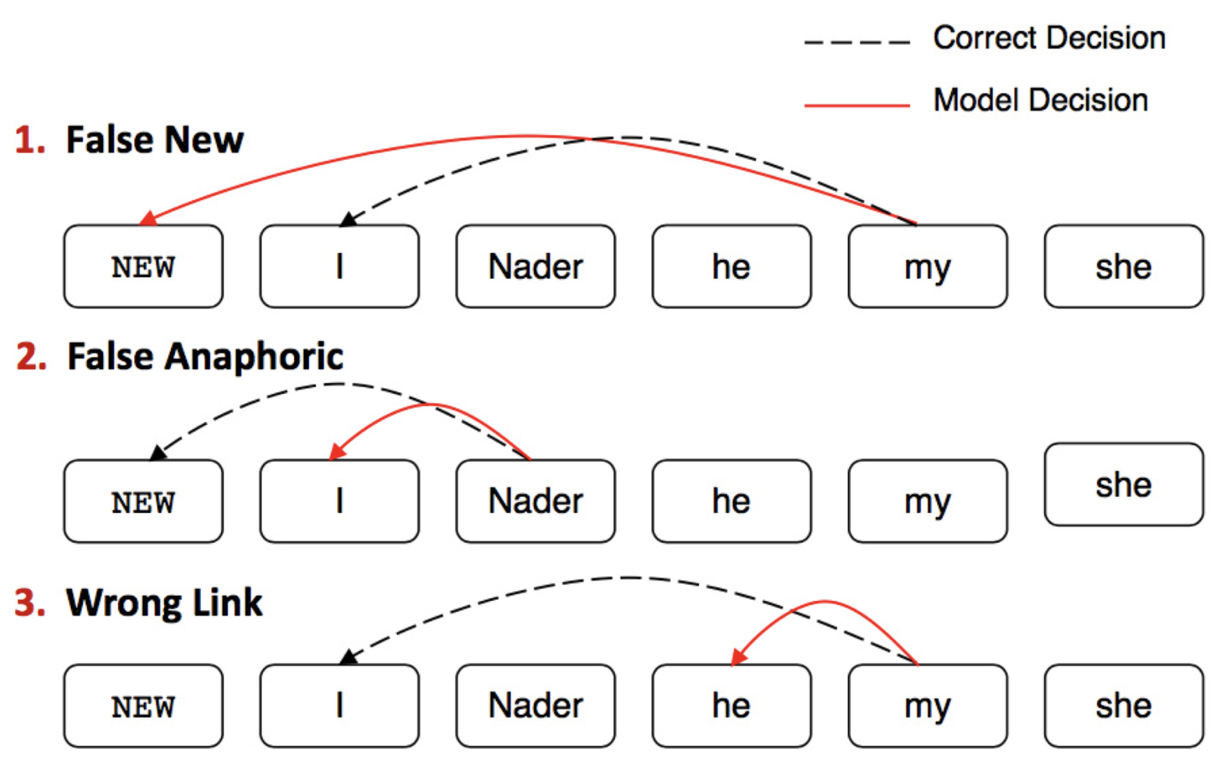 Correct Decision
Model Decision
1. False New
NEW I Nader he my she
2. False Anaphoric
NEW I Nader he my she
3. Wrong Link
NEW I Nader he my she